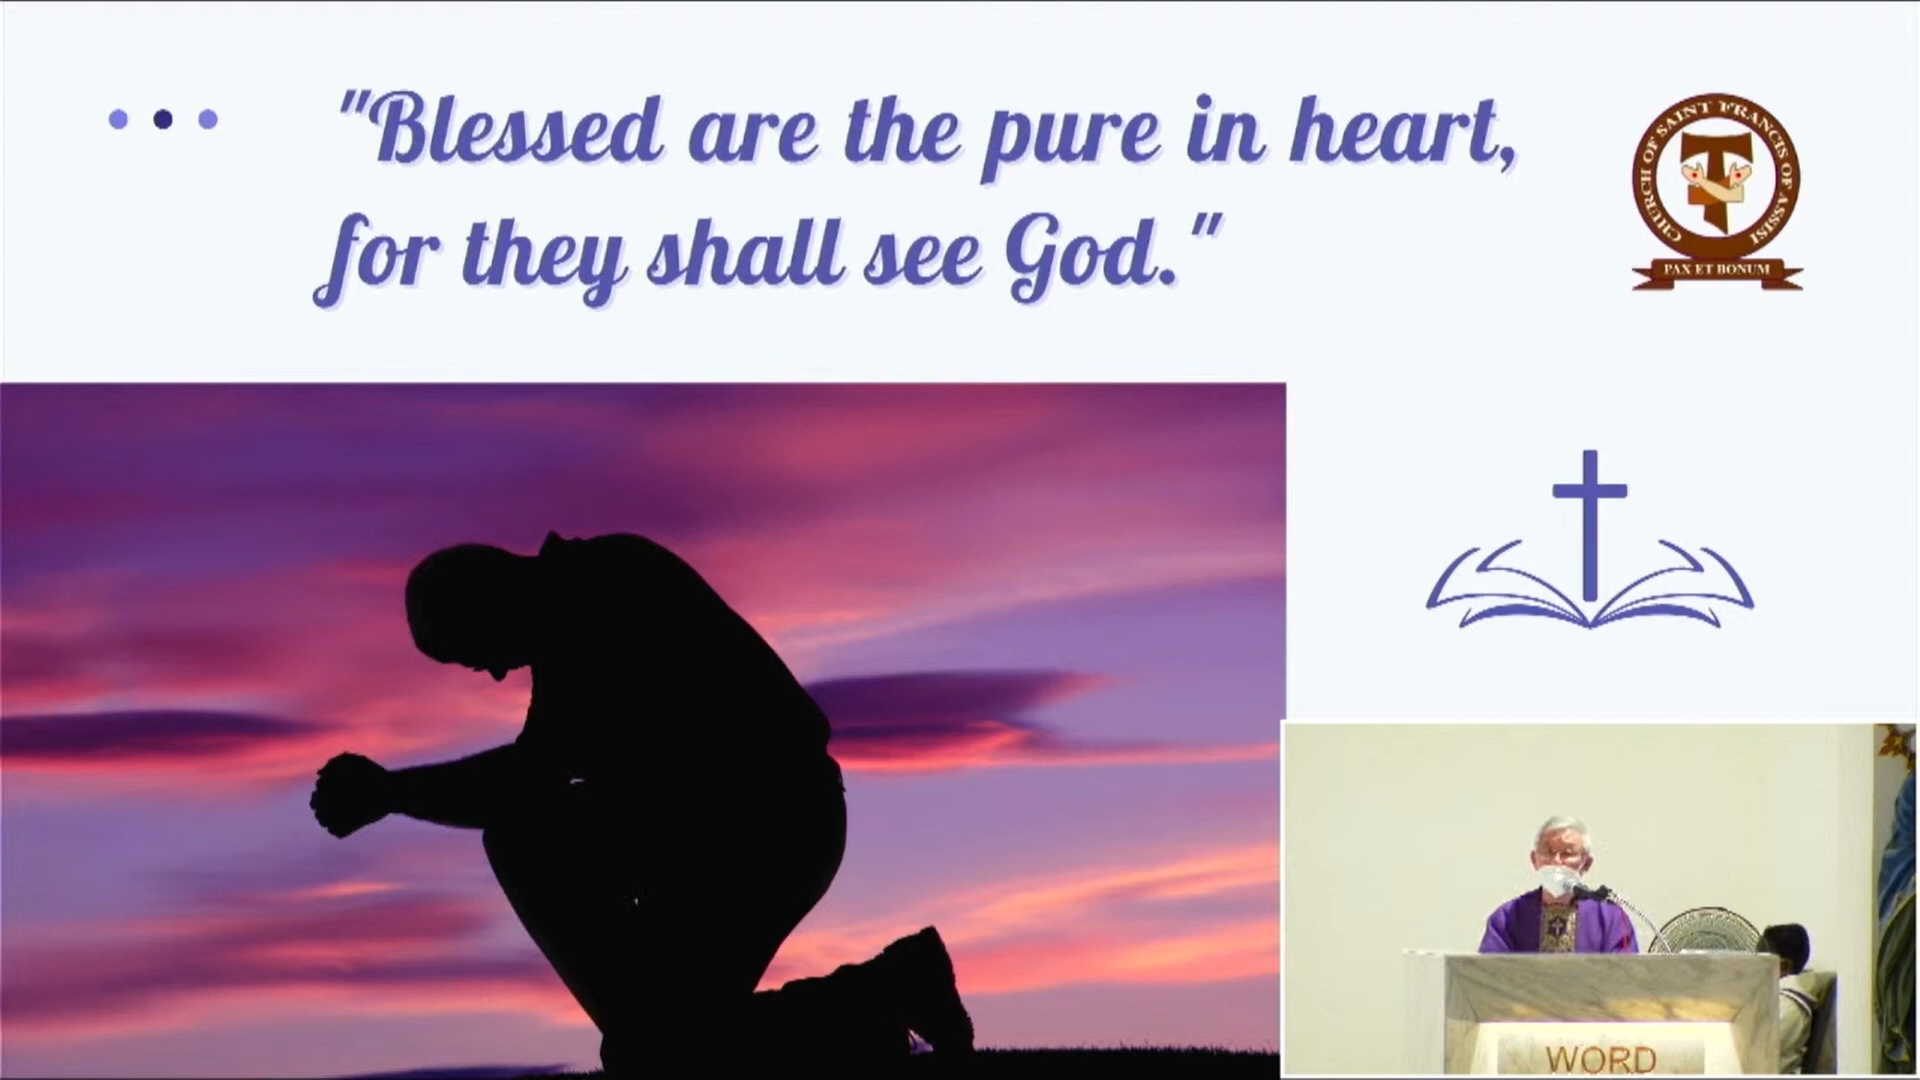 "Blessed are the pure in heart,
for they shall see God."
CHURCH OF SAINT FRANCIS OF ASSISI
PAX ET BONUM
WORD